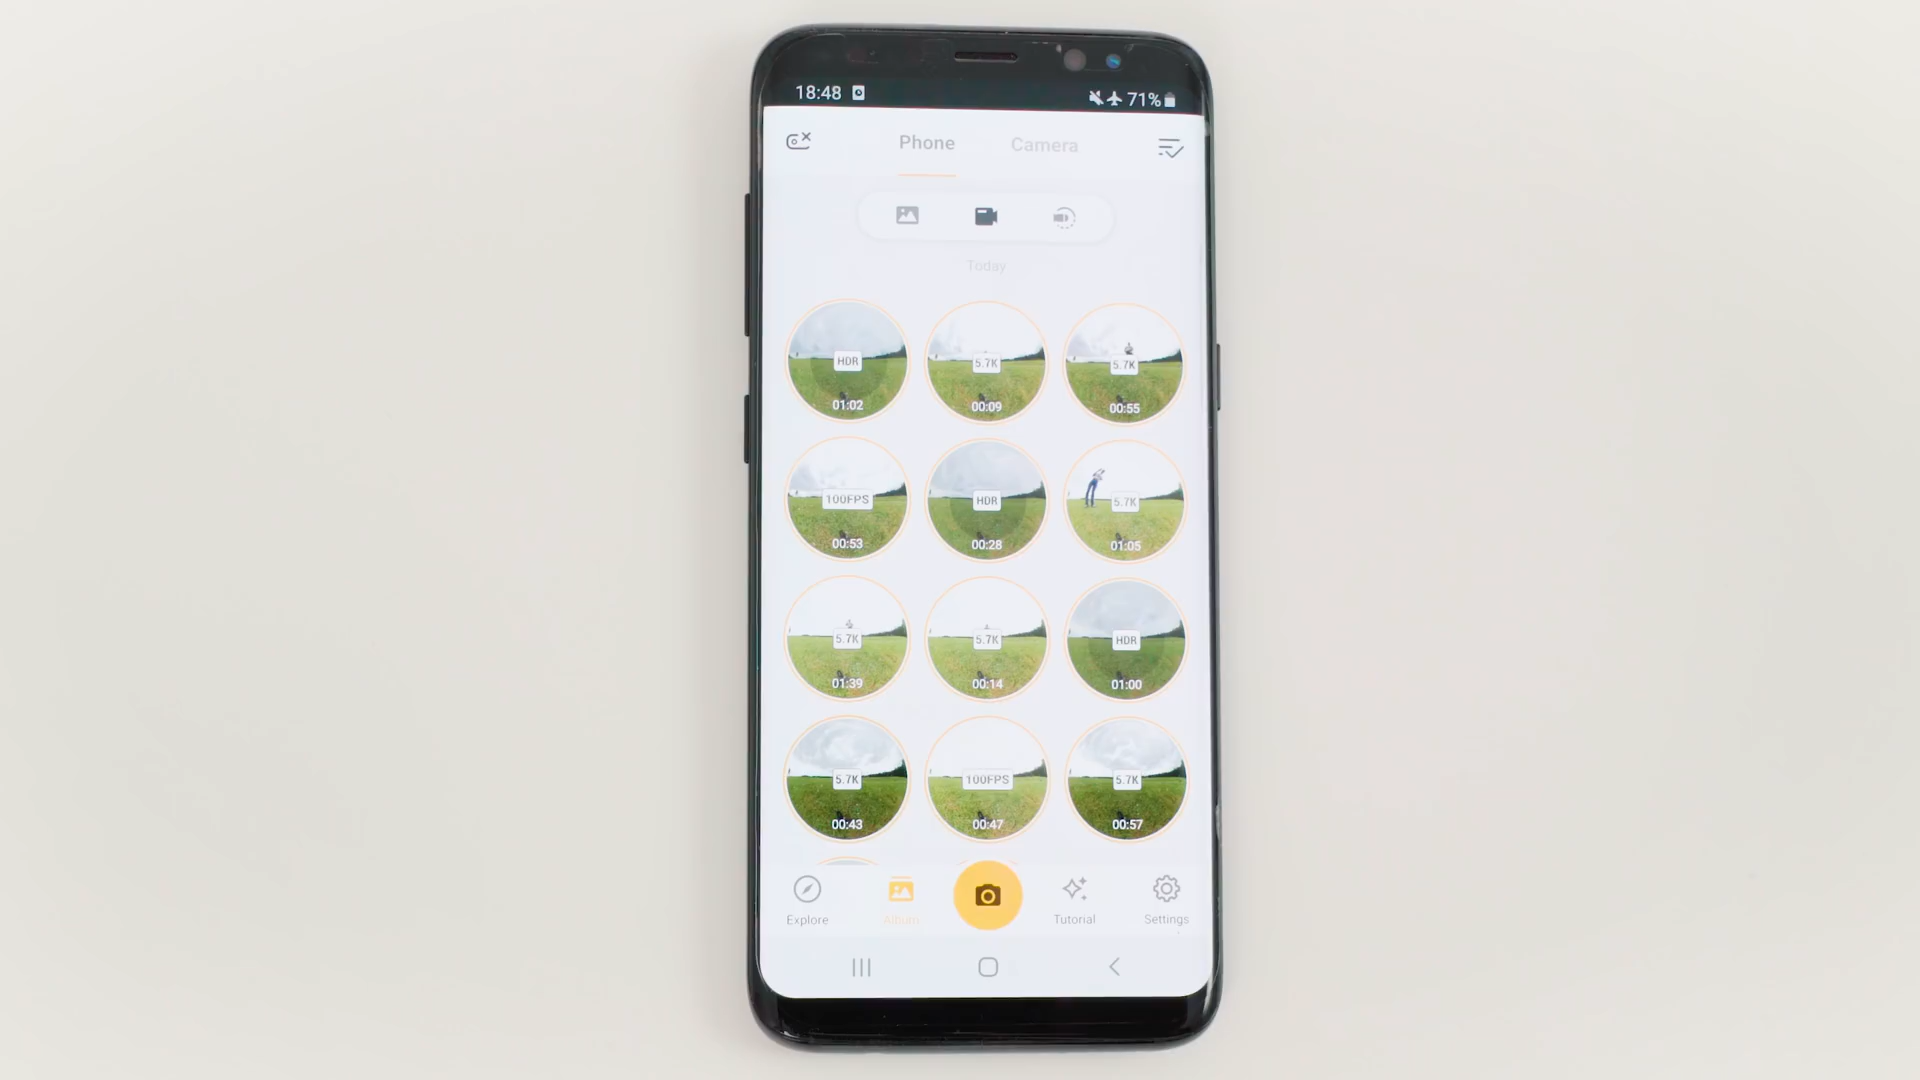 18:48 71%
Phone Camera
Today
HDR 5.7K 5.7K
01:02 00:09 00:55
100FPS HDR 5.7K
00:53 00:28 01:05
5.7K 5.7K HDR
01:39 00:14 01:00
5.7K 100FPS 5.7K
00:43 00:47 00:57
Explore Album Tutorial Settings